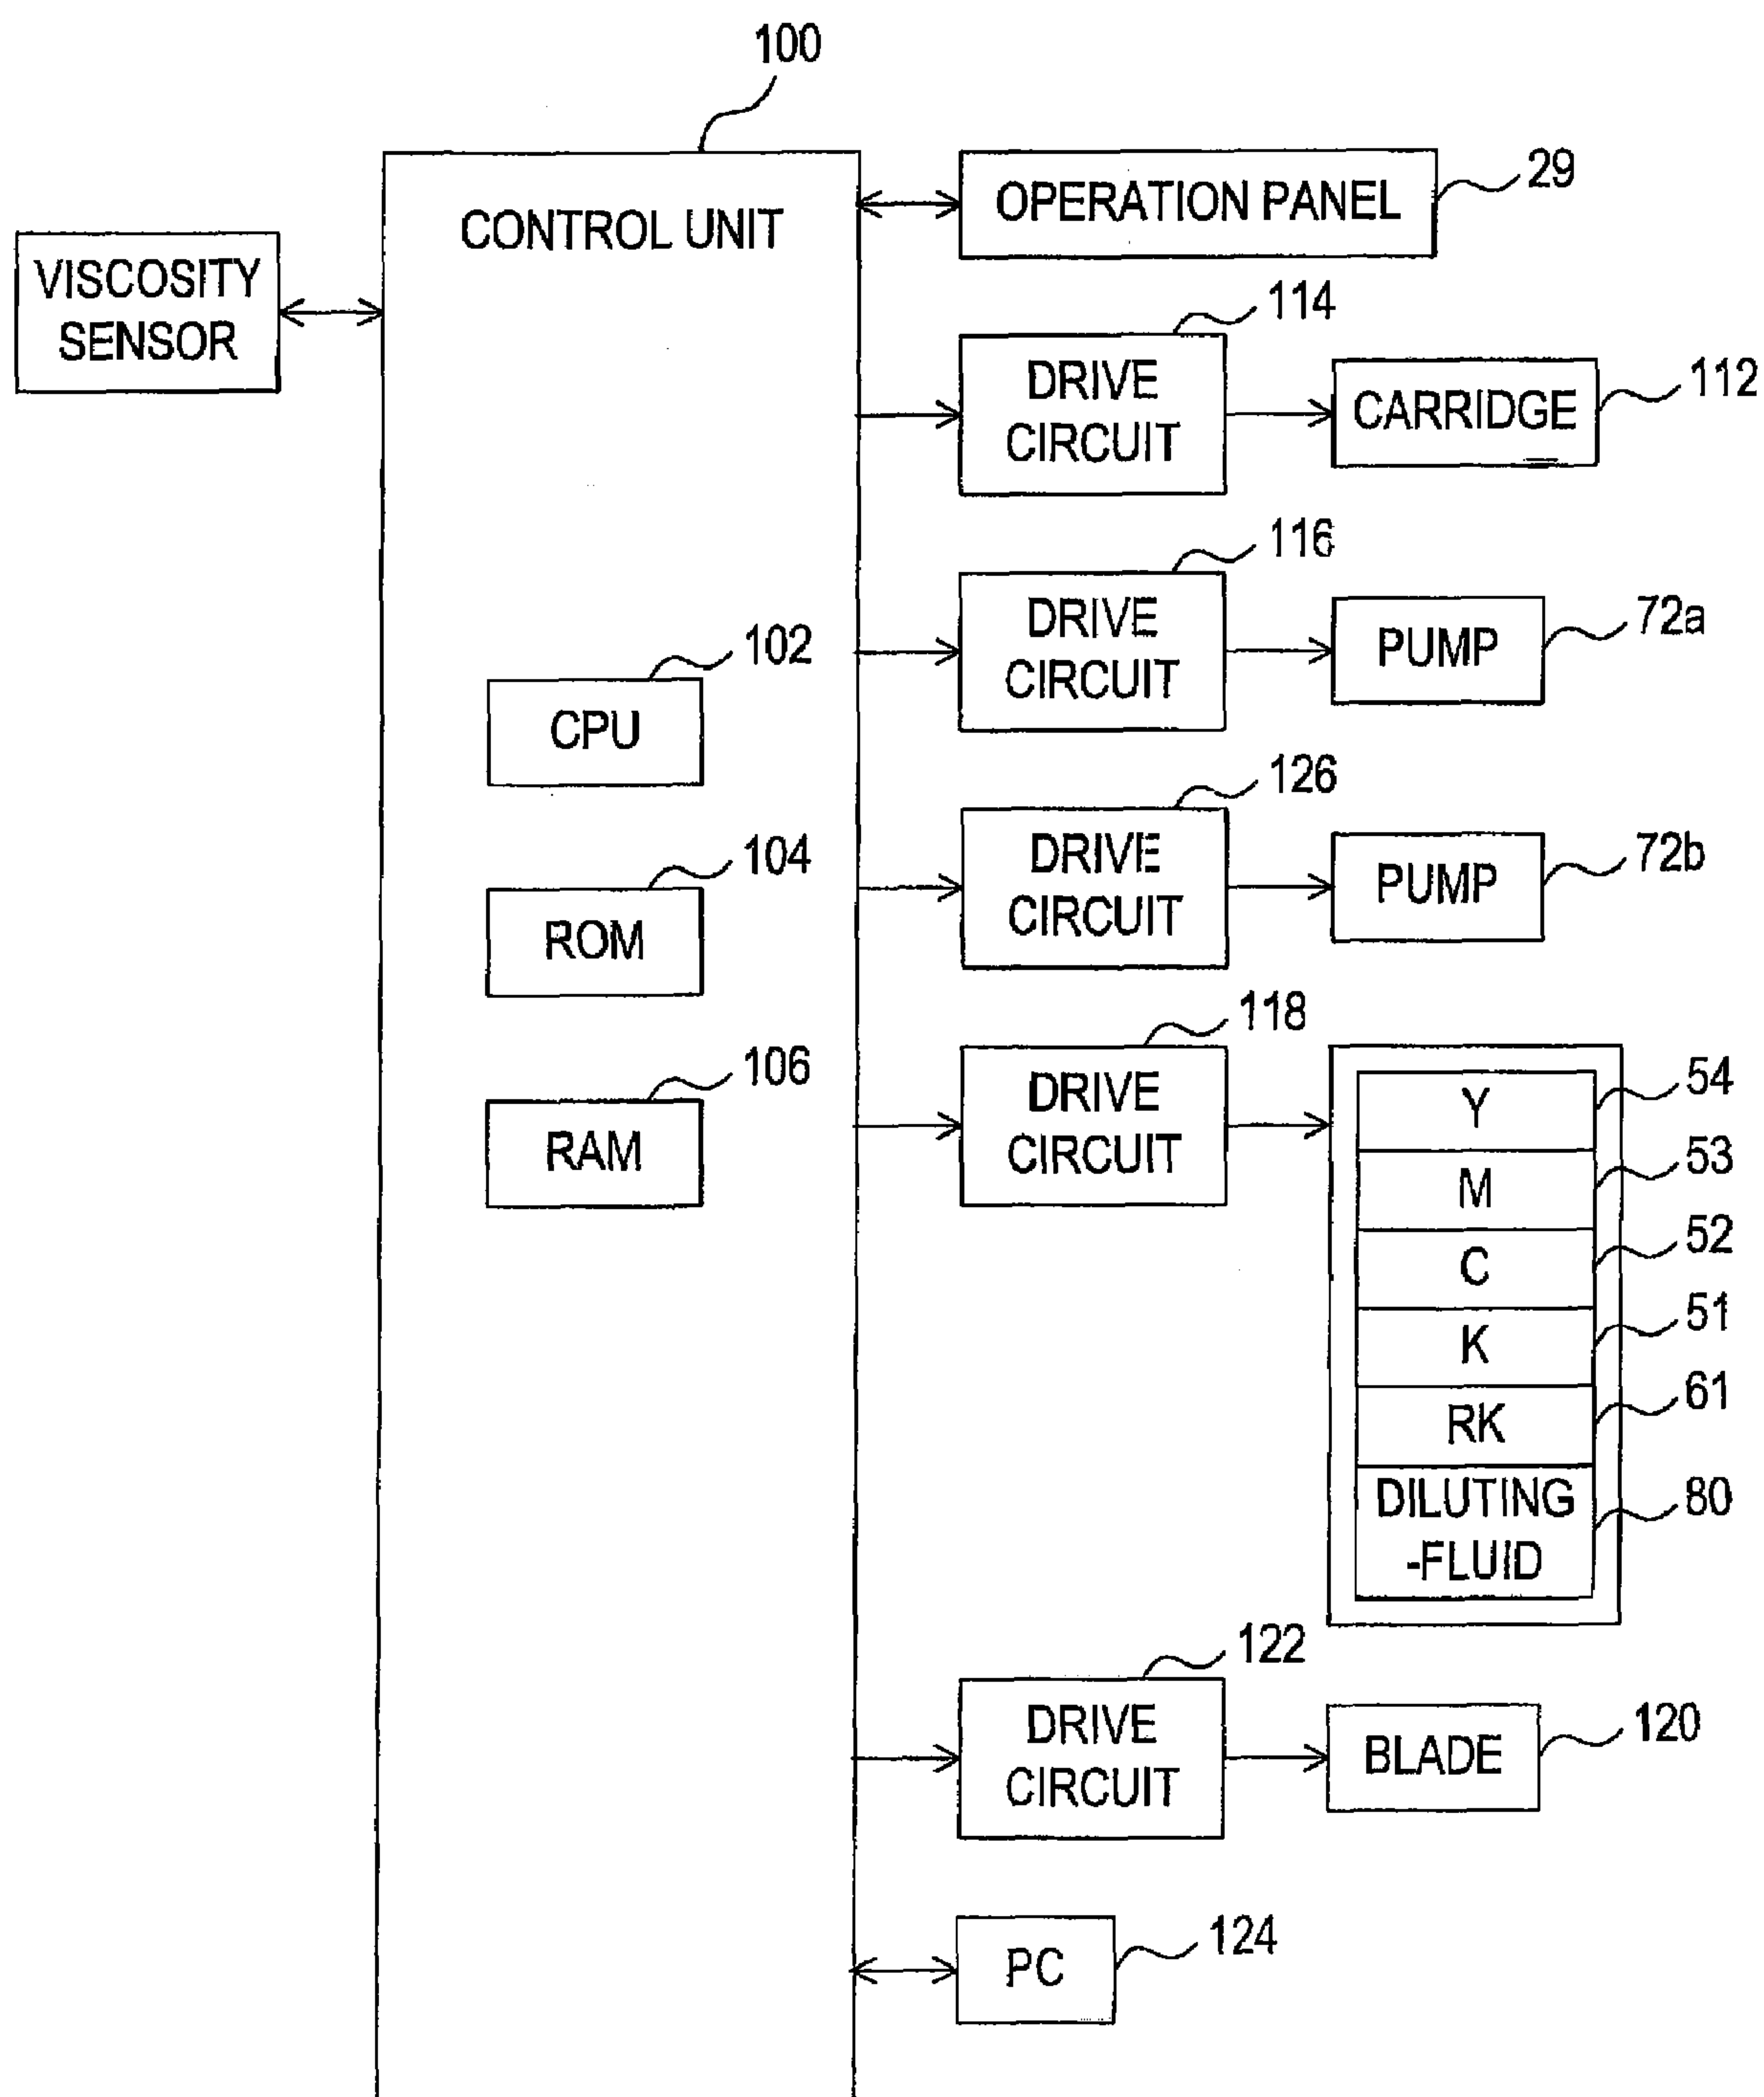 100
CONTROL UNIT
VISCOSITY
SENSOR
OPERATION PANEL
29
114
DRIVE
CIRCUIT
CARRIDGE
112
116
DRIVE
CIRCUIT
PUMP
72a
102
CPU
126
DRIVE
CIRCUIT
PUMP
72b
104
ROM
118
DRIVE
CIRCUIT
106
RAM
Y
54
M
53
C
52
K
51
RK
61
DILUTING
-FLUID
80
122
DRIVE
CIRCUIT
BLADE
120
PC
124